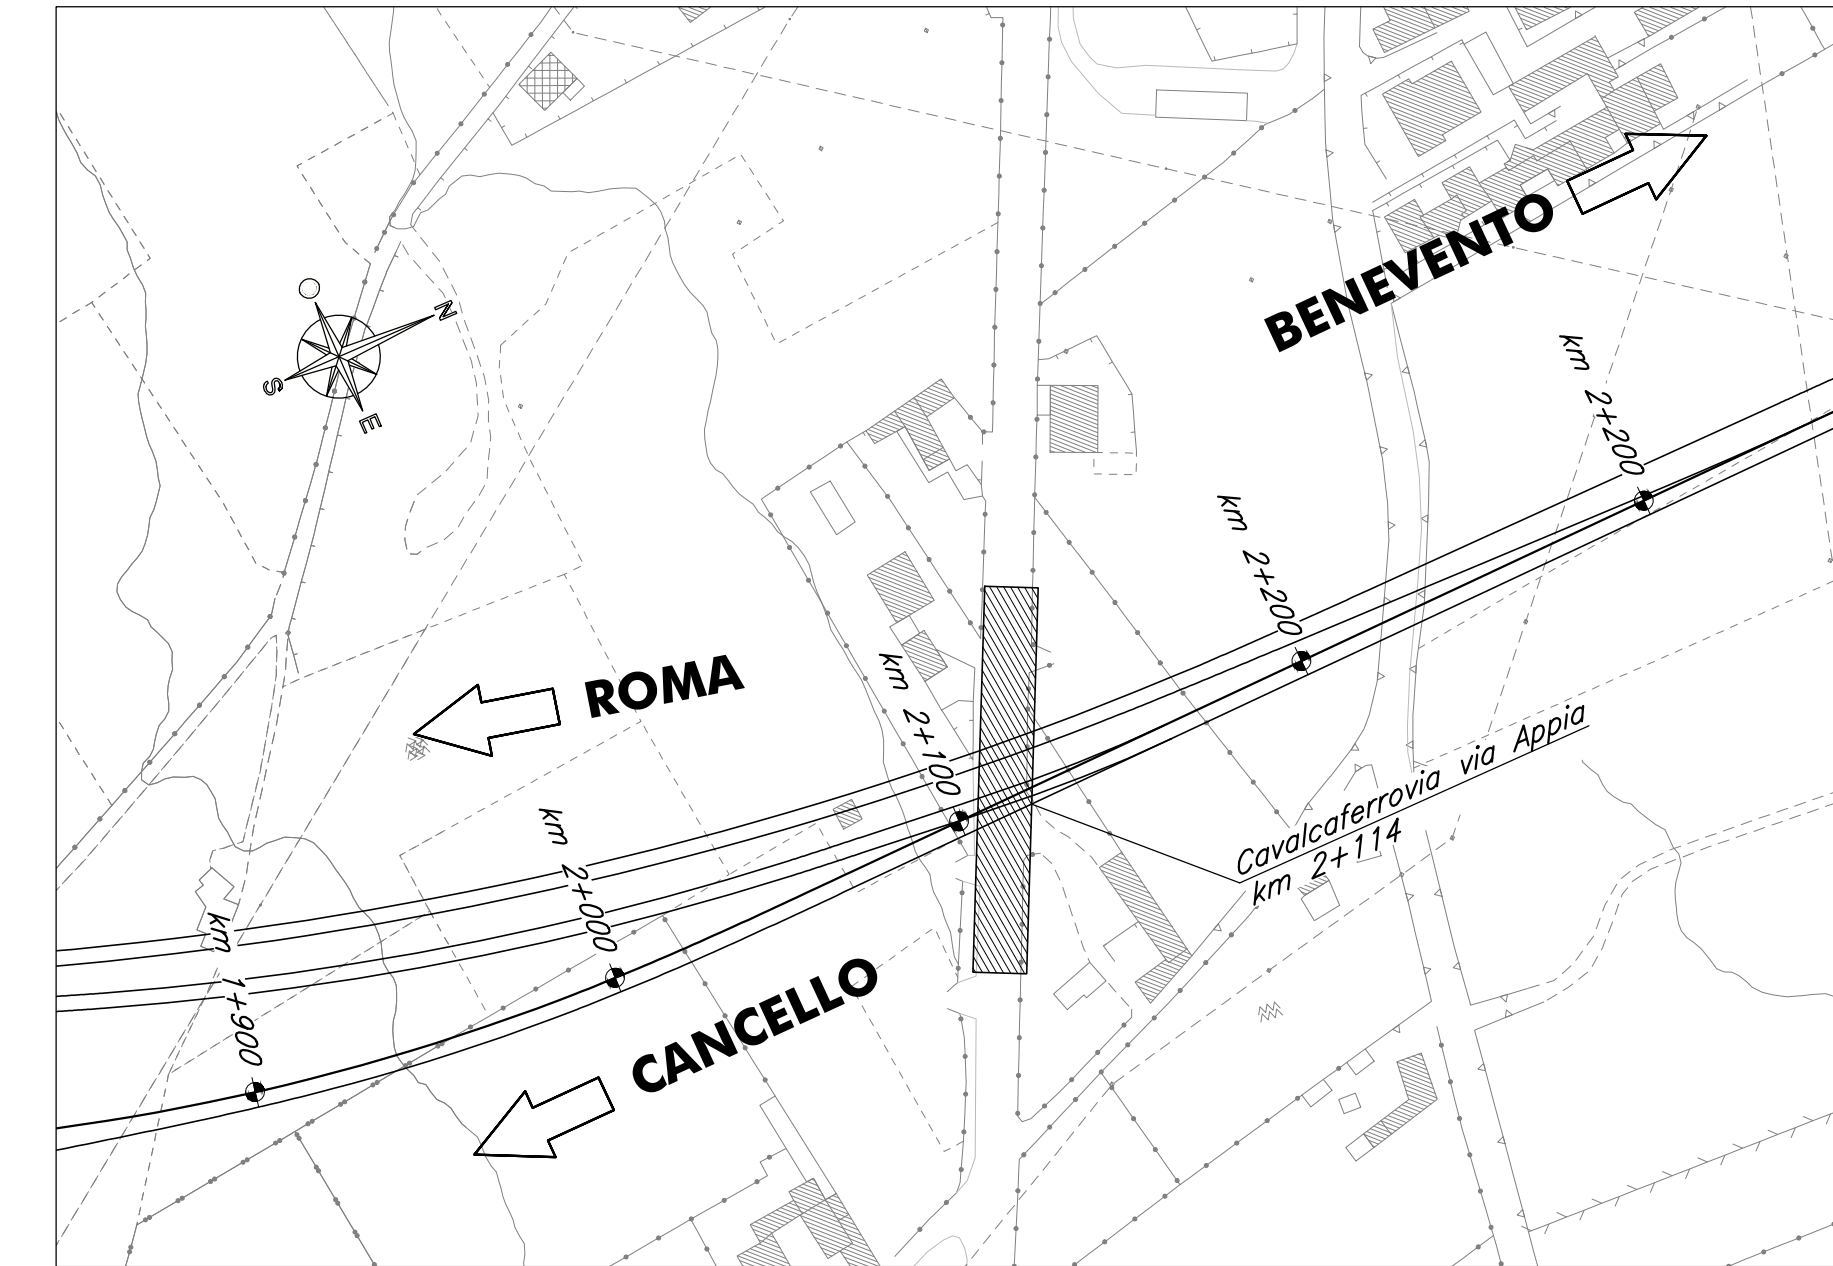 BENEVENTO
O
N
S
E
km 2+200
km 2+200
ROMA
km 2+100
Cavalcaferrovia via Appia
km 2+114
km 2+000
km 1+900
CANCELLO